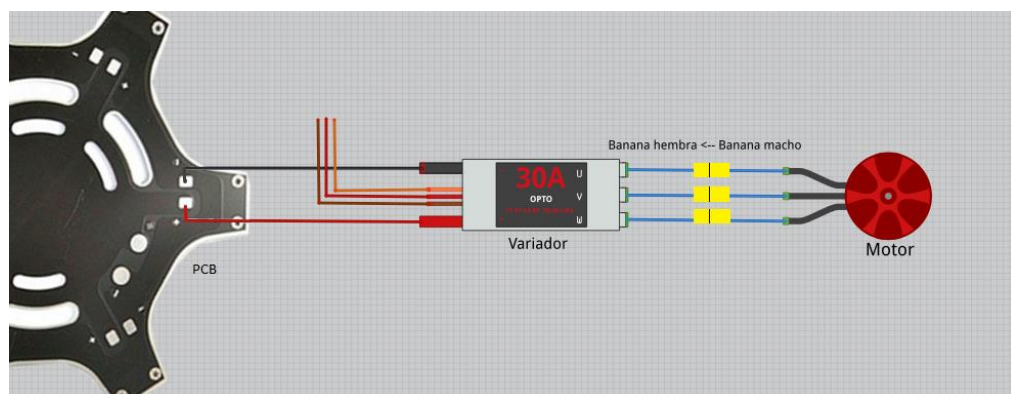 Banana hembra <-- Banana macho
30A
OPTO
U
V
W
Variador
Motor
PCB